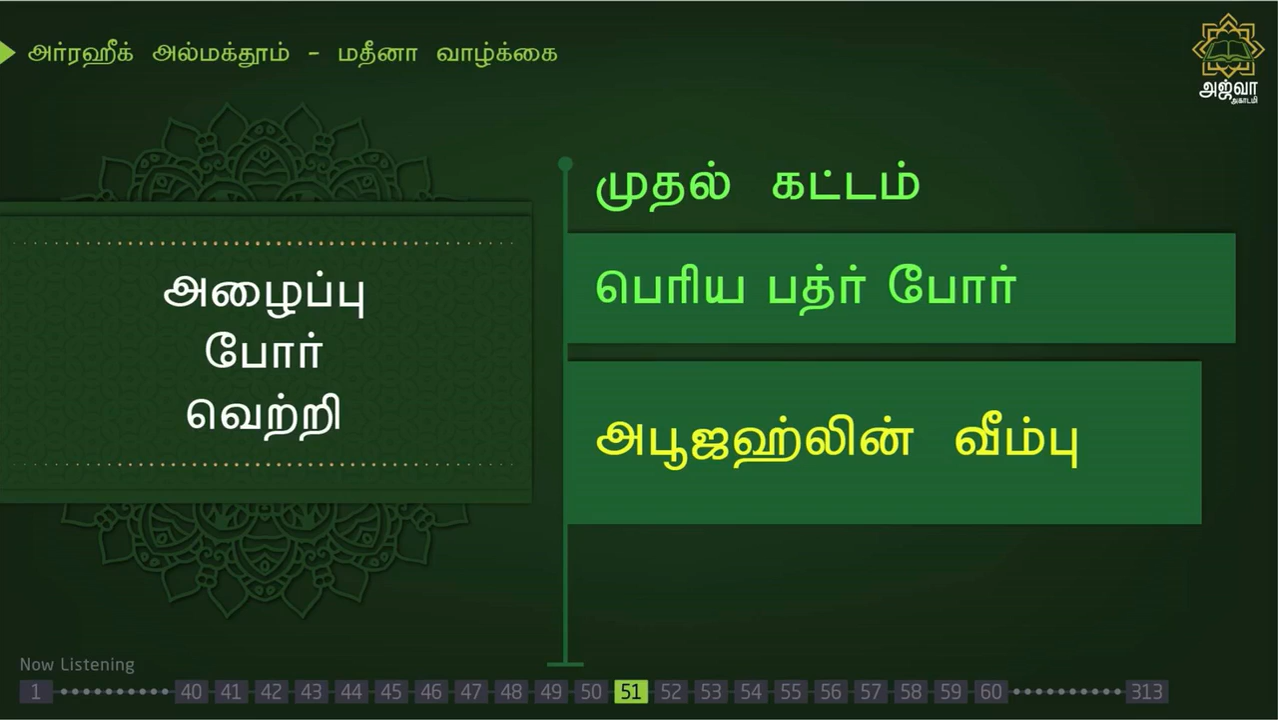 அர்ரஹீக் அல்மக்தூம் - மதீனா வாழ்க்கை
அஜ்வா
அகாடமி
அழைப்பு
போர்
வெற்றி
முதல் கட்டம்
பெரிய பத்ர் போர்
அபூஜஹ்லின் வீம்பு
Now Listening
1 40 41 42 43 44 45 46 47 48 49 50 51 52 53 54 55 56 57 58 59 60 313